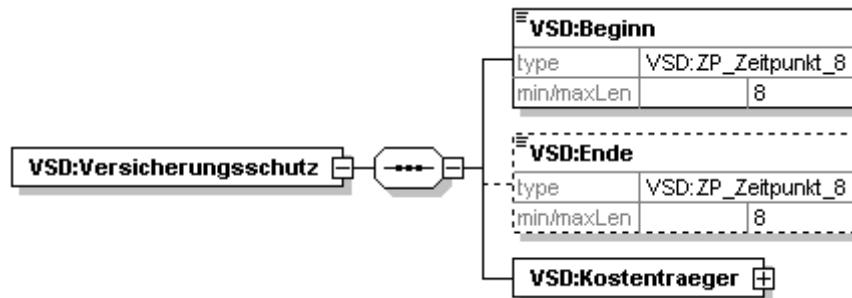 VSD:Beginn
type VSD:ZP_Zeitpunkt_8
min/maxLen 8
VSD:Versicherungsschutz
VSD:Ende
type VSD:ZP_Zeitpunkt_8
min/maxLen 8
VSD:Kostentraeger